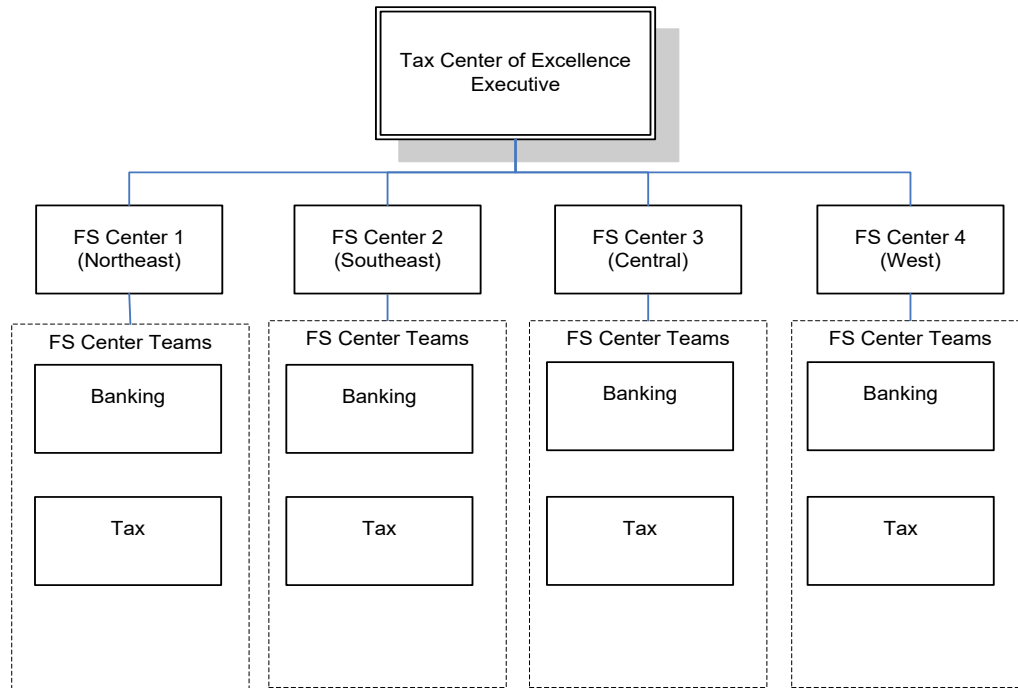 Tax Center of Excellence
Executive
FS Center 1
(Northeast)
FS Center 2
(Southeast)
FS Center 3
(Central)
FS Center 4
(West)
FS Center Teams
Banking
Tax
FS Center Teams
Banking
Tax
FS Center Teams
Banking
Tax
FS Center Teams
Banking
Tax